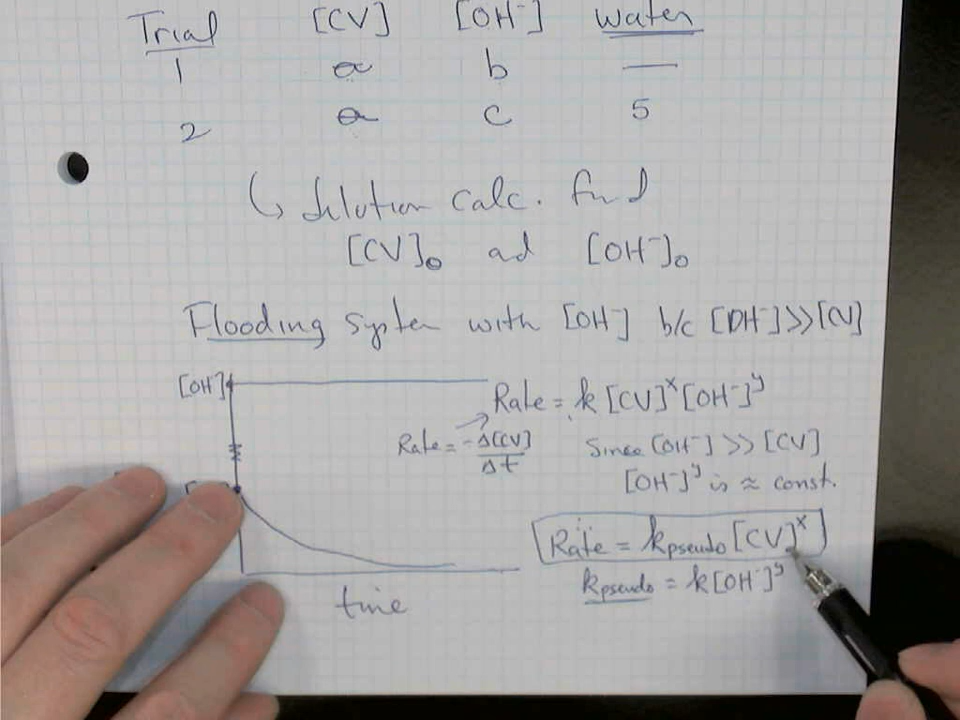 Trial [CV] [OH⁻] Water
1 a b —
2 a c 5
↳ dilution calc. find
[CV]₀ ad [OH⁻]₀
Flooding system with [OH⁻] b/c [OH⁻]>>[CV]
[OH⁻]
Rate = k [CV]ˣ[OH⁻]ʸ
Rate = -Δ[CV]/Δt
Since [OH⁻] >> [CV]
[OH⁻]ʸ is ≈ const.
Rate = kpseudo [CV]ˣ
kpseudo = k[OH⁻]ʸ
time